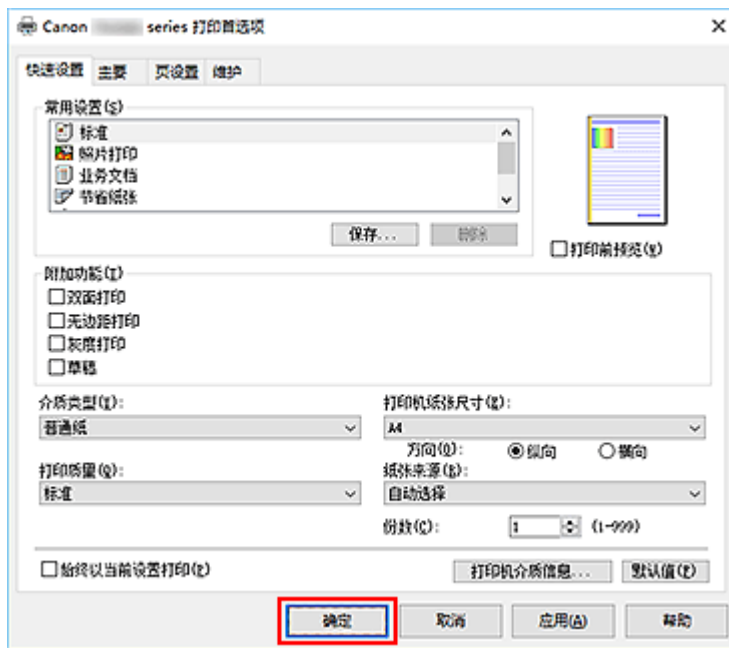 Canon series 打印首选项
快速设置 主要 页设置 维护
常用设置(S)
标准
照片打印
业务文档
节省纸张
保存... 删除
打印前预览(V)
附加功能(I)
双面打印
无边距打印
灰度打印
草稿
介质类型(T): 打印机纸张尺寸(Z):
普通纸 A4
方向(O): 纵向 横向
打印质量(Q): 纸张来源(B):
标准 自动选择
份数(C): 1 (1-999)
始终以当前设置打印(R) 打印机介质信息... 默认值(F)
确定 取消 应用(A) 帮助